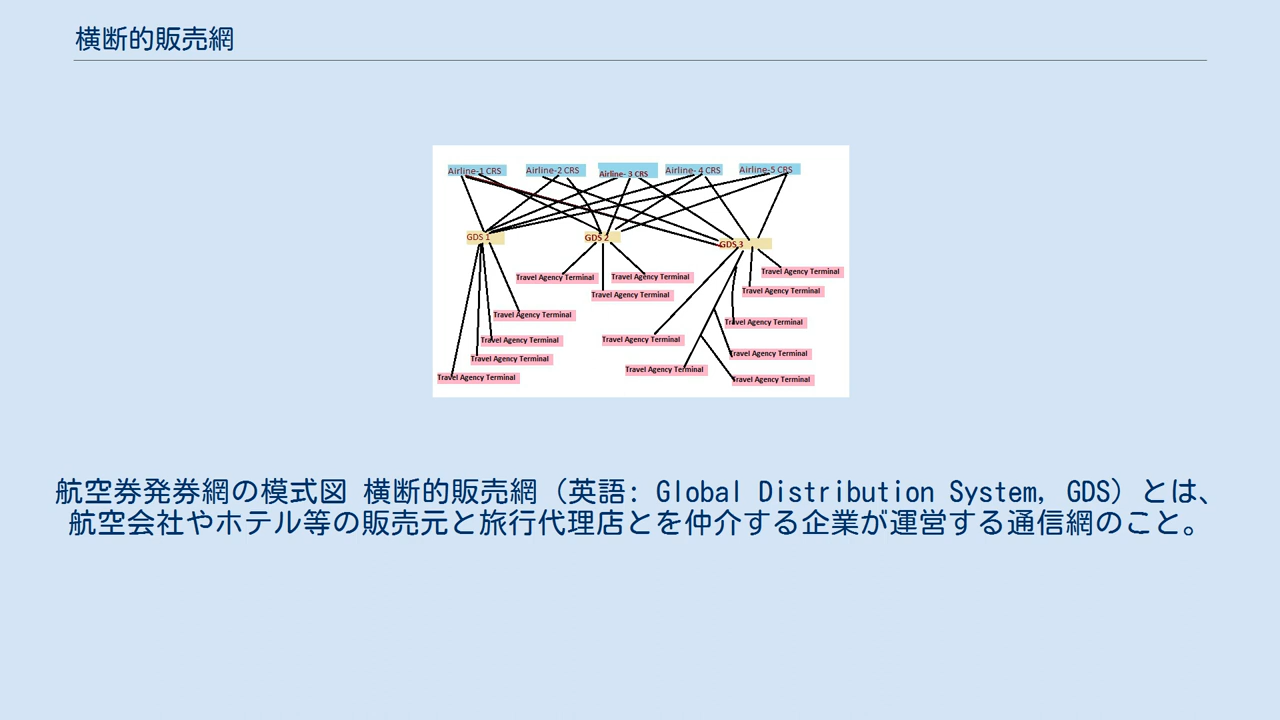 横断的販売網
Airline-1 CRS
Airline-2 CRS
Airline- 3 CRS
Airline- 4 CRS
Airline-5 CRS
GDS 1
GDS 2
GDS 3
Travel Agency Terminal
Travel Agency Terminal
Travel Agency Terminal
Travel Agency Terminal
Travel Agency Terminal
Travel Agency Terminal
Travel Agency Terminal
Travel Agency Terminal
Travel Agency Terminal
Travel Agency Terminal
Travel Agency Terminal
Travel Agency Terminal
Travel Agency Terminal
Travel Agency Terminal
航空券発券網の模式図 横断的販売網（英語: Global Distribution System, GDS）とは、
航空会社やホテル等の販売元と旅行代理店とを仲介する企業が運営する通信網のこと。